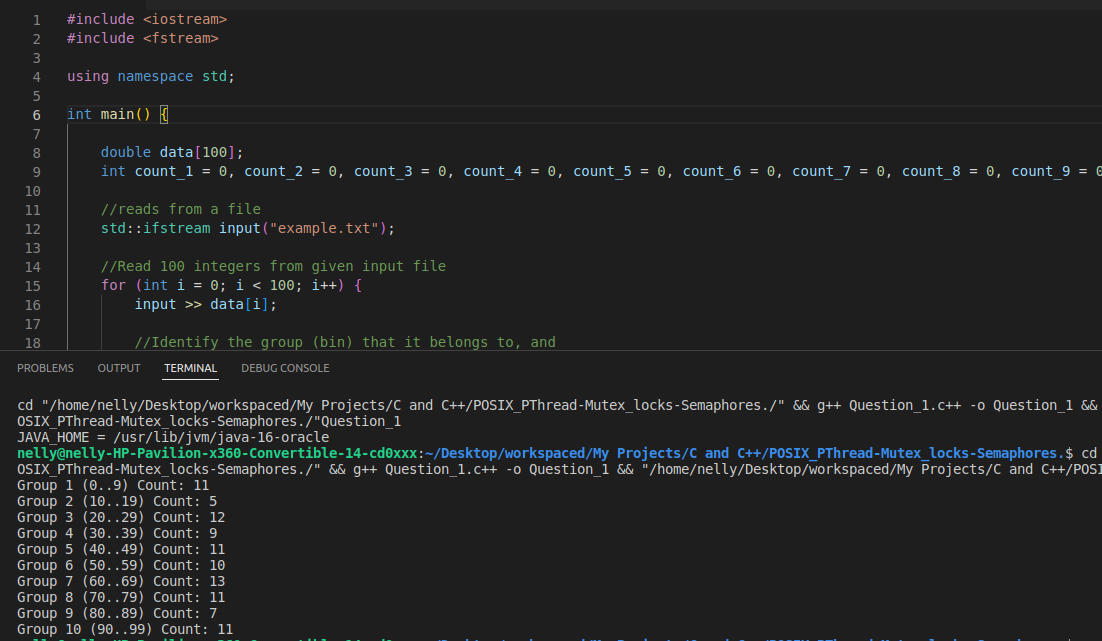 1 #include <iostream>
2 #include <fstream>
3
4 using namespace std;
5
6 int main() {
7
8 double data[100];
9 int count_1 = 0, count_2 = 0, count_3 = 0, count_4 = 0, count_5 = 0, count_6 = 0, count_7 = 0, count_8 = 0, count_9 = 0
10
11 //reads from a file
12 std::ifstream input("example.txt");
13
14 //Read 100 integers from given input file
15 for (int i = 0; i < 100; i++) {
16 input >> data[i];
17
18 //Identify the group (bin) that it belongs to, and
PROBLEMS OUTPUT TERMINAL DEBUG CONSOLE
cd "/home/nelly/Desktop/workspaced/My Projects/C and C++/POSIX_PThread-Mutex_locks-Semaphores./" && g++ Question_1.c++ -o Question_1 &&
OSIX_PThread-Mutex_locks-Semaphores./"Question_1
JAVA_HOME = /usr/lib/jvm/java-16-oracle
nelly@nelly-HP-Pavilion-x360-Convertible-14-cd0xxx:~/Desktop/workspaced/My Projects/C and C++/POSIX_PThread-Mutex_locks-Semaphores.$ cd
OSIX_PThread-Mutex_locks-Semaphores./" && g++ Question_1.c++ -o Question_1 && "/home/nelly/Desktop/workspaced/My Projects/C and C++/POSI
Group 1 (0..9) Count: 11
Group 2 (10..19) Count: 5
Group 3 (20..29) Count: 12
Group 4 (30..39) Count: 9
Group 5 (40..49) Count: 11
Group 6 (50..59) Count: 10
Group 7 (60..69) Count: 13
Group 8 (70..79) Count: 11
Group 9 (80..89) Count: 7
Group 10 (90..99) Count: 11